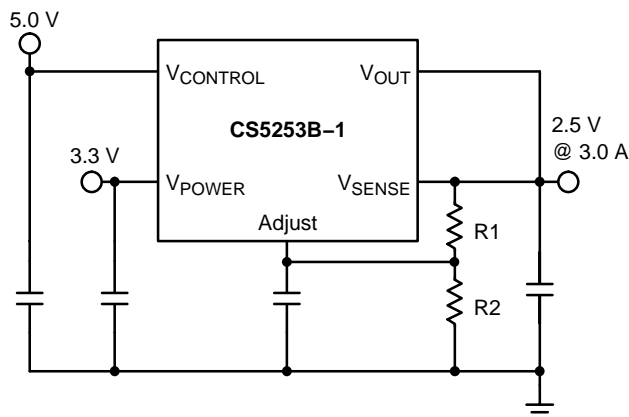 5.0 V
VCONTROL
VOUT
CS5253B−1
2.5 V
@ 3.0 A
3.3 V
VPOWER
VSENSE
Adjust
R1
R2